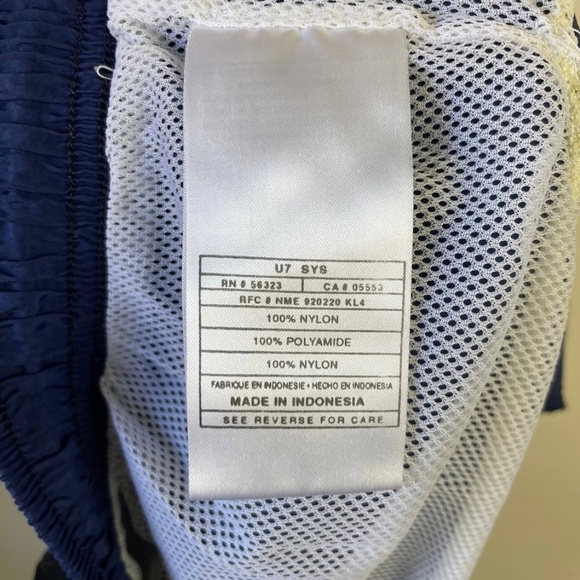 U7 SYS
RN # 56323 CA # 05553
RFC # NME 920220 KL4
100% NYLON
100% POLYAMIDE
100% NYLON
FABRIQUE EN INDONESIE • HECHO EN INDONESIA
MADE IN INDONESIA
SEE REVERSE FOR CARE